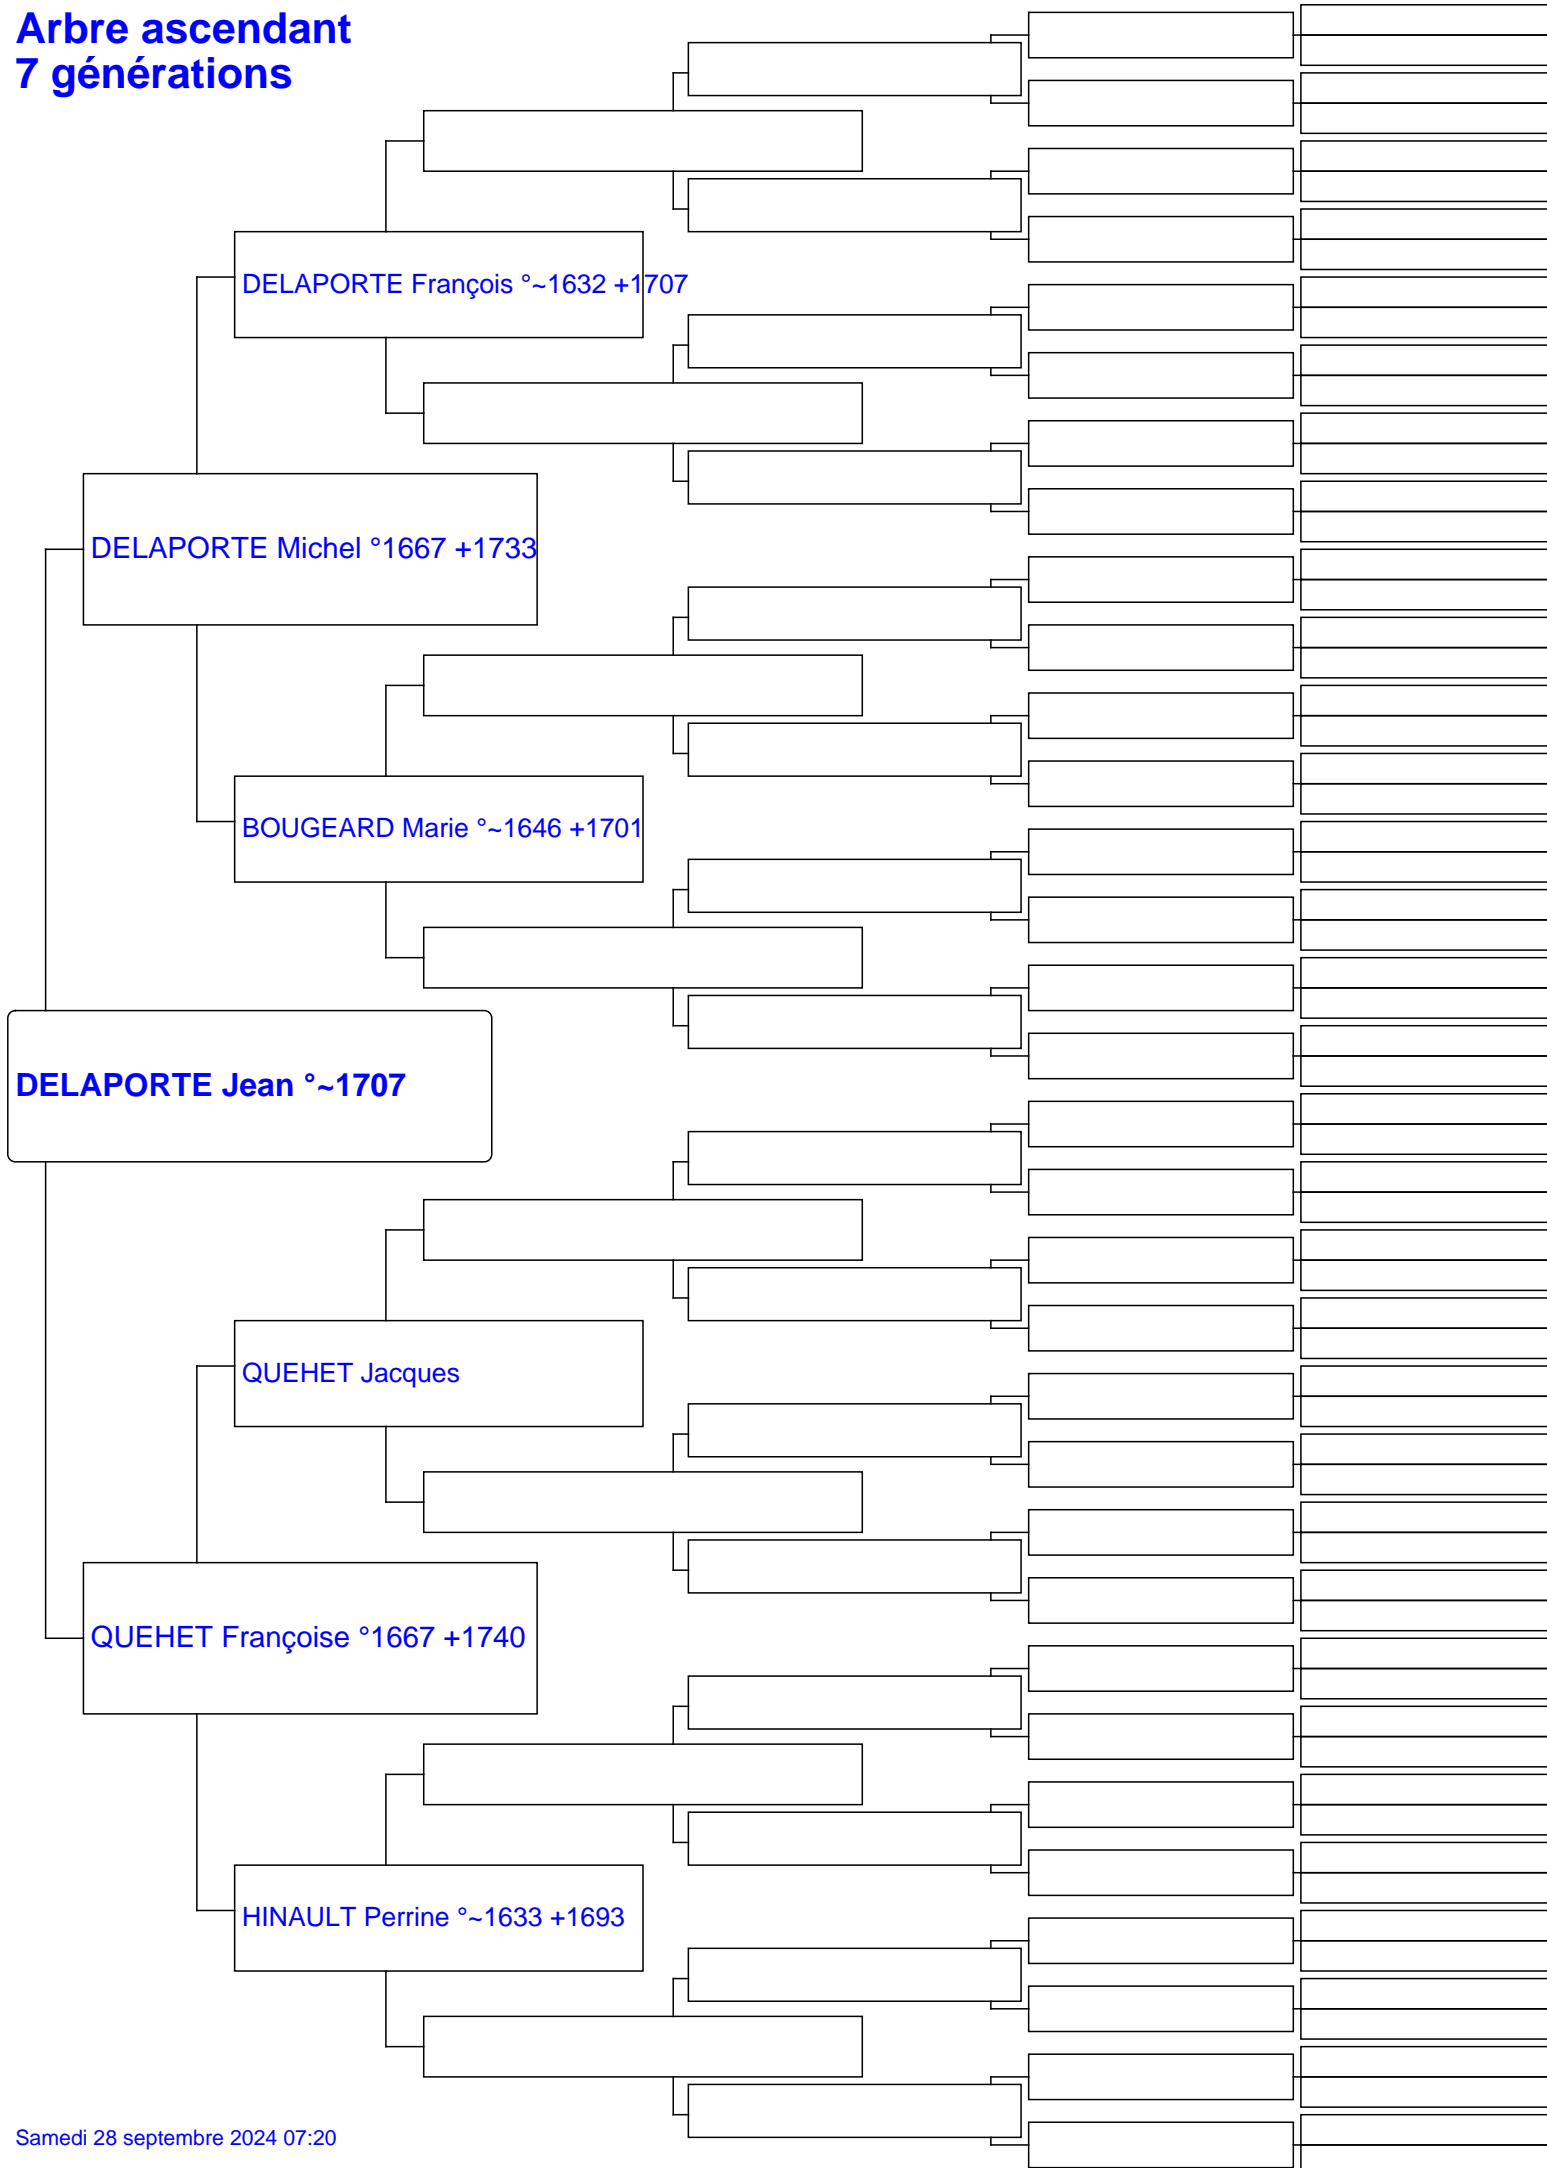 Arbre ascendant
7 générations
DELAPORTE François °~1632 +1707
DELAPORTE Michel °1667 +1733
BOUGEARD Marie °~1646 +1701
DELAPORTE Jean °~1707
QUEHET Jacques
QUEHET Françoise °1667 +1740
HINAULT Perrine °~1633 +1693
Samedi 28 septembre 2024 07:20